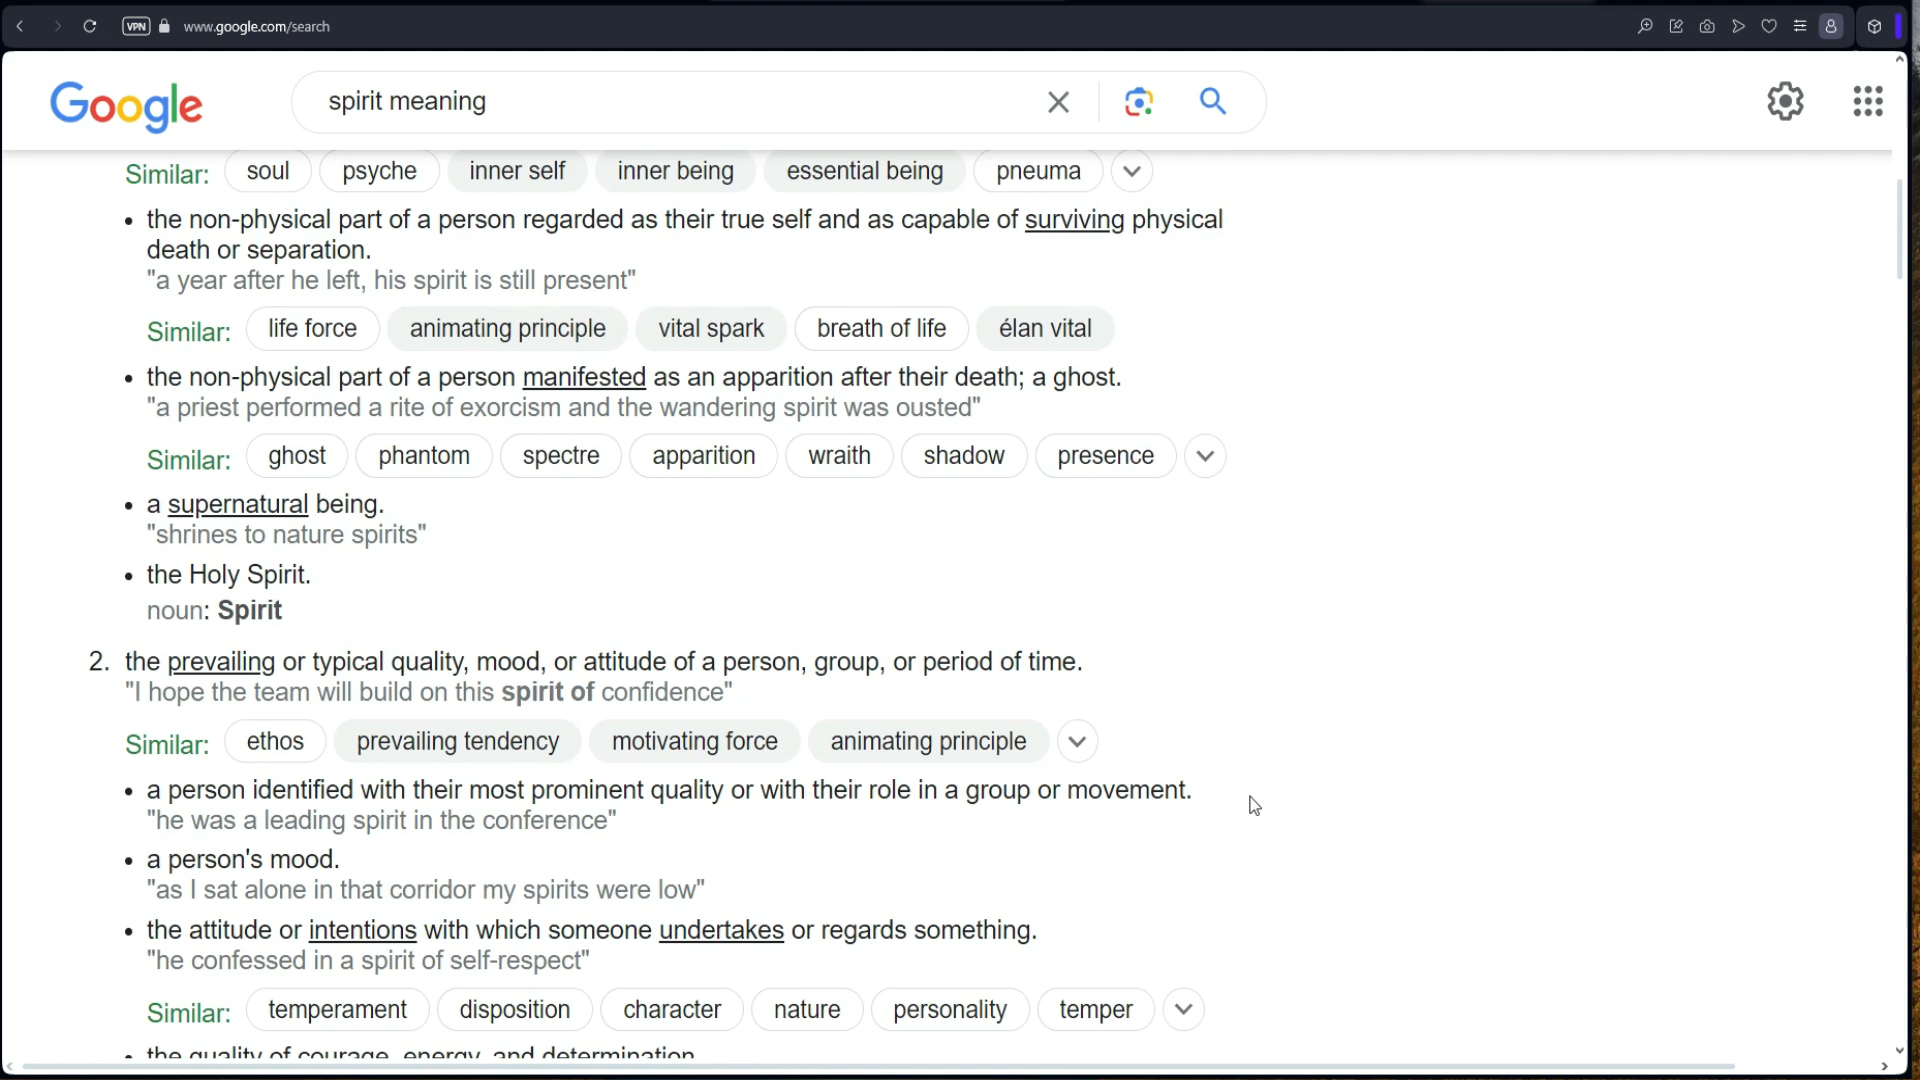 VPN www.google.com/search
Google spirit meaning
Similar: soul psyche inner self inner being essential being pneuma
• the non-physical part of a person regarded as their true self and as capable of surviving physical
death or separation.
"a year after he left, his spirit is still present"
Similar: life force animating principle vital spark breath of life élan vital
• the non-physical part of a person manifested as an apparition after their death; a ghost.
"a priest performed a rite of exorcism and the wandering spirit was ousted"
Similar: ghost phantom spectre apparition wraith shadow presence
• a supernatural being.
"shrines to nature spirits"
• the Holy Spirit.
noun: Spirit
2. the prevailing or typical quality, mood, or attitude of a person, group, or period of time.
"I hope the team will build on this spirit of confidence"
Similar: ethos prevailing tendency motivating force animating principle
• a person identified with their most prominent quality or with their role in a group or movement.
"he was a leading spirit in the conference"
• a person's mood.
"as I sat alone in that corridor my spirits were low"
• the attitude or intentions with which someone undertakes or regards something.
"he confessed in a spirit of self-respect"
Similar: temperament disposition character nature personality temper
• the quality of courage, energy, and determination